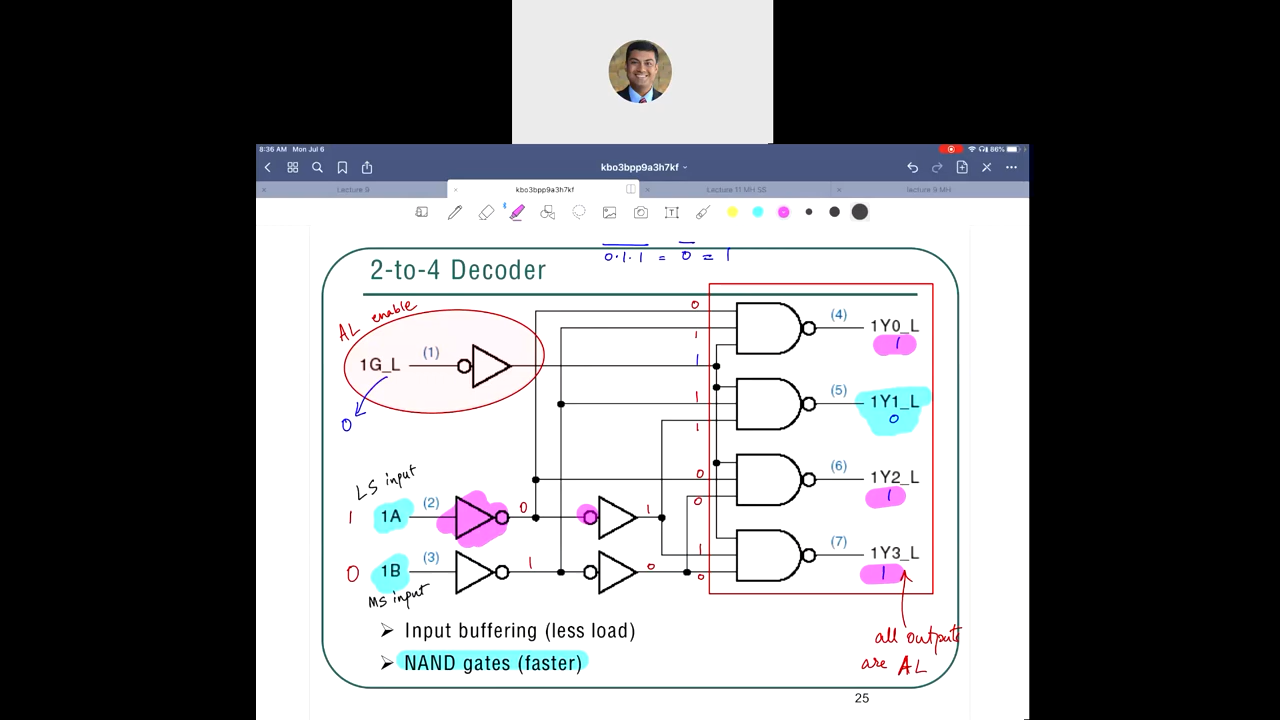 8:36 AM Mon Jul 6
86%
kbo3bpp9a3h7kf
Lecture 9
kbo3bpp9a3h7kf
Lecture 11 MH SS
lecture 9 MH
0·1·1 = 0 = 1
2-to-4 Decoder
AL enable
1G_L (1)
0
0
1
1
(4) 1Y0_L
1
1
1
(5) 1Y1_L
0
LS input
1 1A (2) 0 1
0
0
(6) 1Y2_L
1
0 1B (3) 1 0
1
0
(7) 1Y3_L
1
MS input
➢ Input buffering (less load)
➢ NAND gates (faster)
all outputs
are AL
25